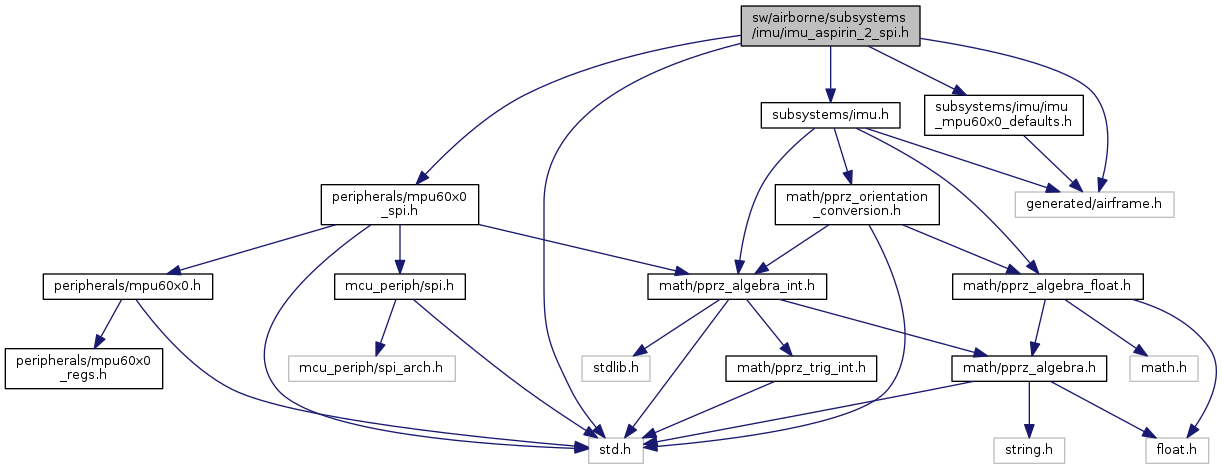 sw/airborne/subsystems
/imu/imu_aspirin_2_spi.h
subsystems/imu.h
subsystems/imu/imu
_mpu60x0_defaults.h
peripherals/mpu60x0
_spi.h
math/pprz_orientation
_conversion.h
generated/airframe.h
peripherals/mpu60x0.h
mcu_periph/spi.h
math/pprz_algebra_int.h
math/pprz_algebra_float.h
peripherals/mpu60x0
_regs.h
mcu_periph/spi_arch.h
stdlib.h
math/pprz_trig_int.h
math/pprz_algebra.h
math.h
std.h
string.h
float.h